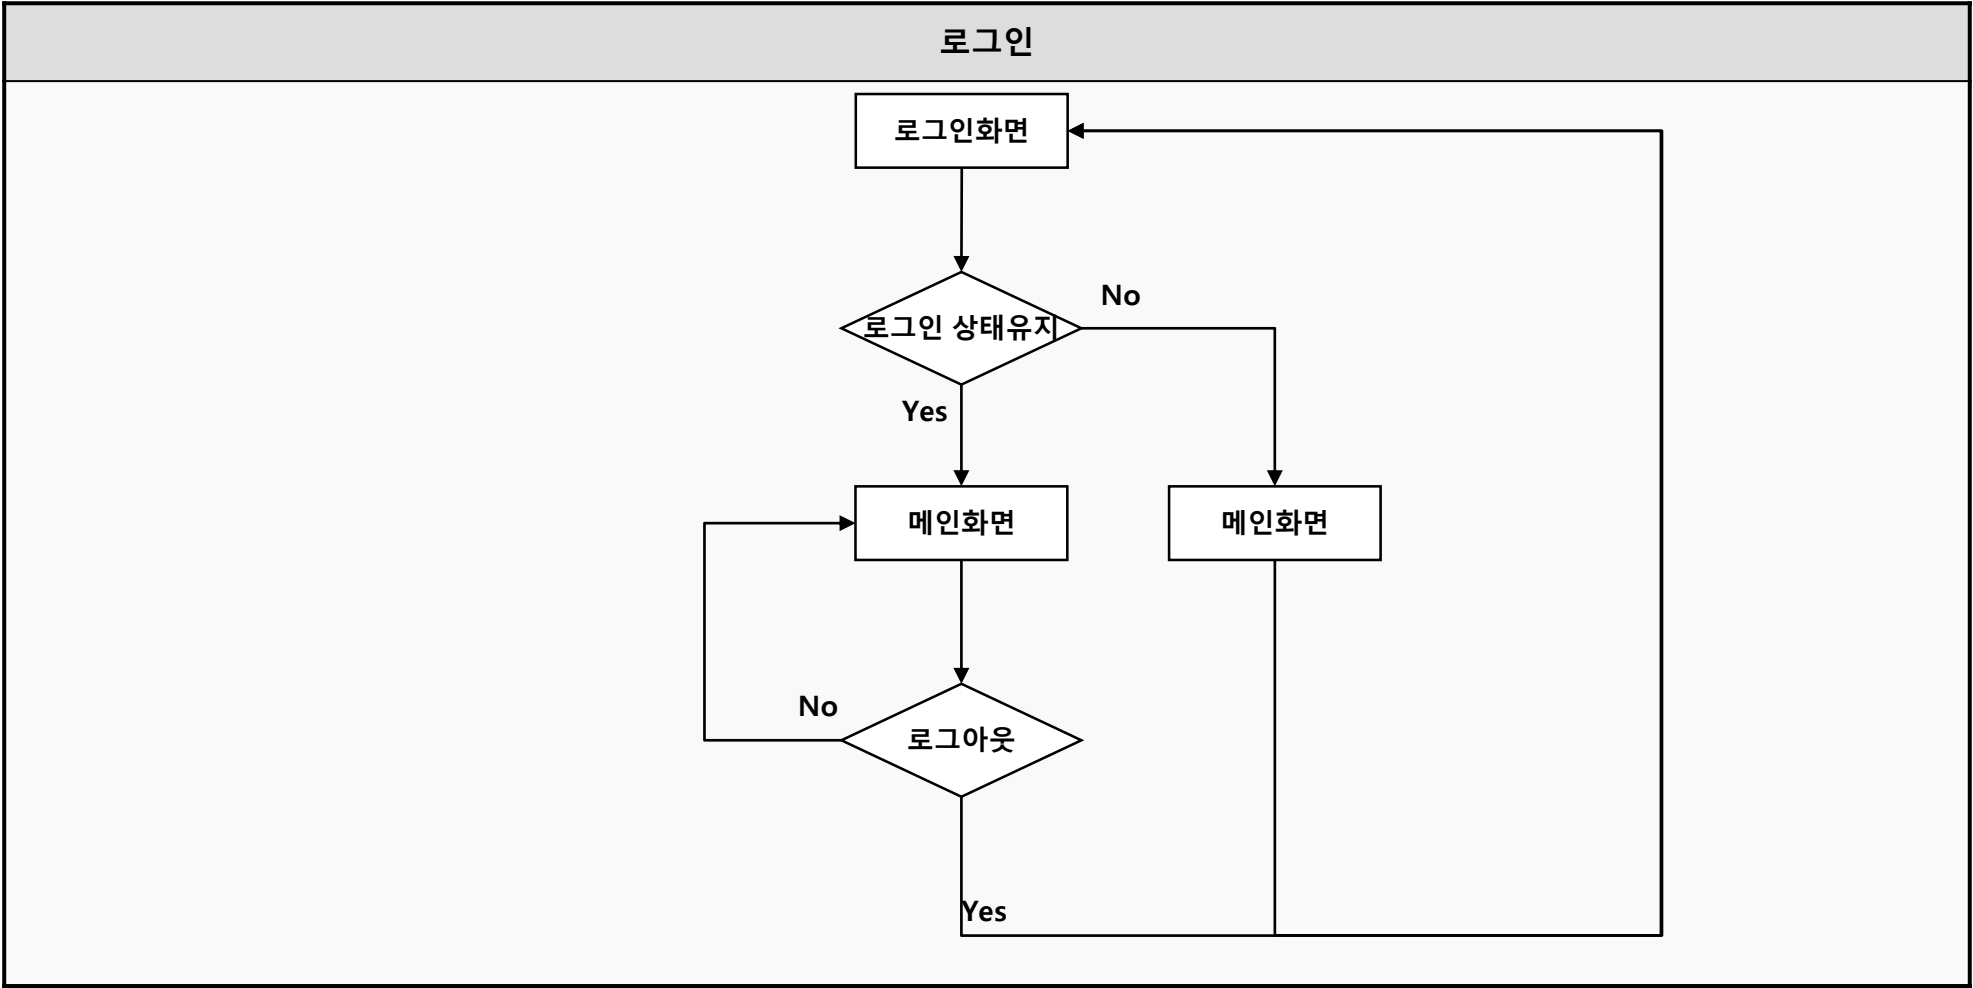 로그인
로그인화면
No
로그인 상태유지
Yes
메인화면
메인화면
No
로그아웃
Yes